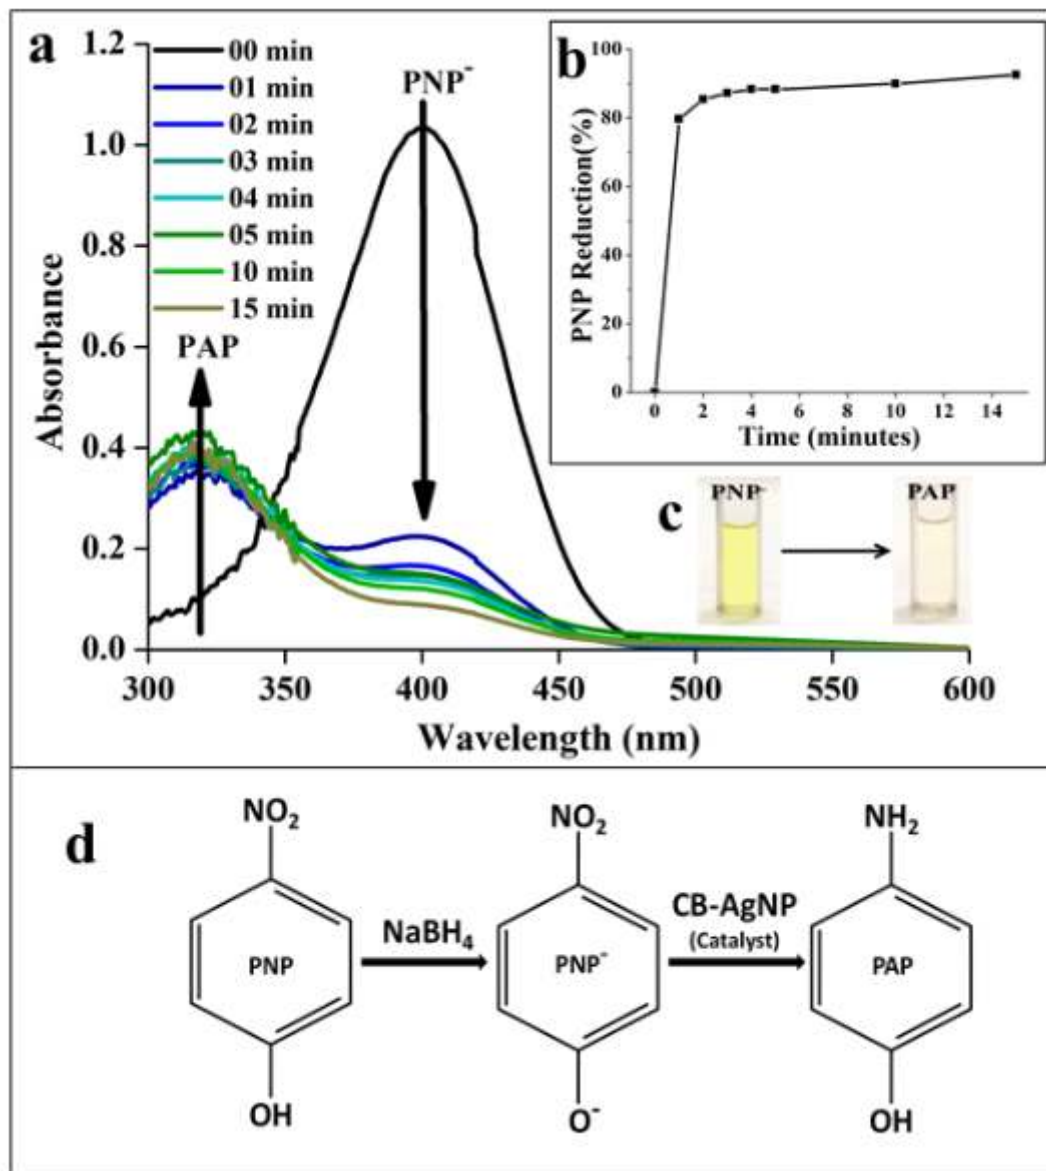 a
1.2
1.0
0.8
0.6
0.4
0.2
0.0
Absorbance
300
350
400
450
500
550
600
Wavelength (nm)
00 min
01 min
02 min
03 min
04 min
05 min
10 min
15 min
PNP⁻
PAP
b
100
80
60
40
20
0
PNP Reduction(%)
0
2
4
6
8
10
12
14
Time (minutes)
c
PNP⁻
PAP
d
NO₂
PNP
OH
NaBH₄
NO₂
PNP⁻
O⁻
CB-AgNP
(Catalyst)
NH₂
PAP
OH